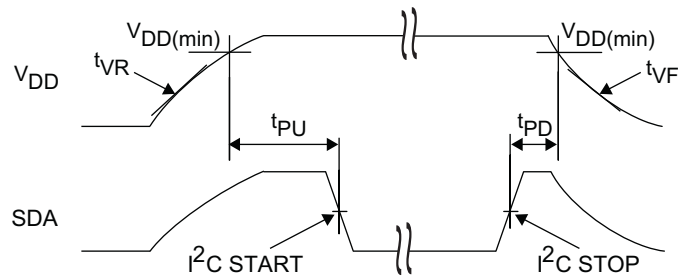 VDD(min) VDD(min)
tVR tVF
VDD
tPU tPD
SDA
I2C START I2C STOP